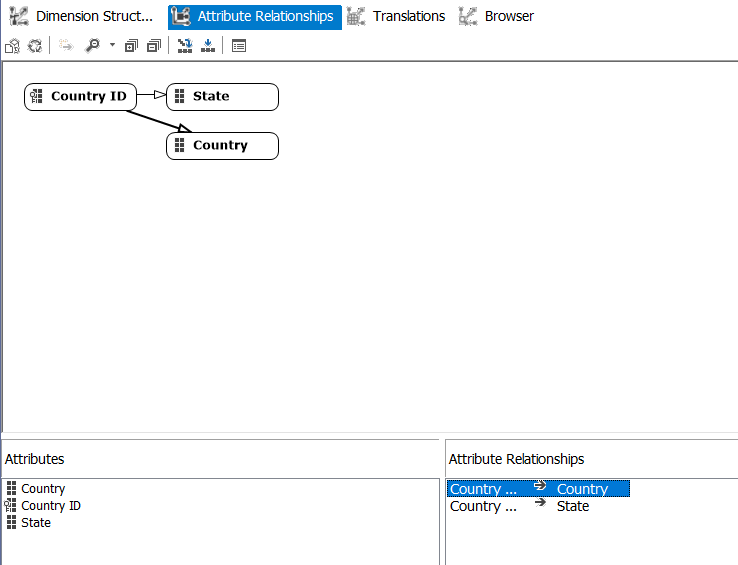 Dimension Struct... Attribute Relationships Translations Browser
Country ID State
Country
Attributes Attribute Relationships
Country
Country ID
State
Country ... Country
Country ... State